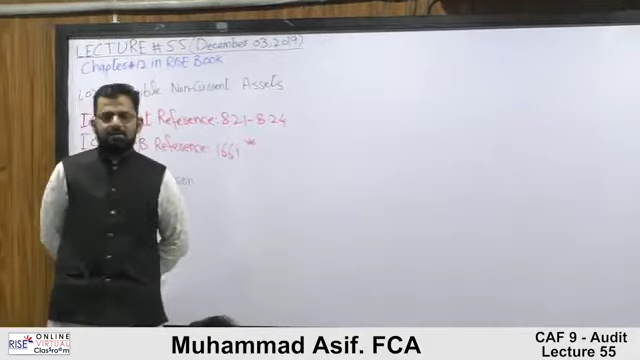 LECTURE # 55 (December 03, 2019)
Chapter#12 in RISE Book
Non-Current Assets
Reference: 821-824
B Reference: 1661
RISE ONLINE VIRTUAL Classroom
Muhammad Asif. FCA
CAF 9 - Audit
Lecture 55